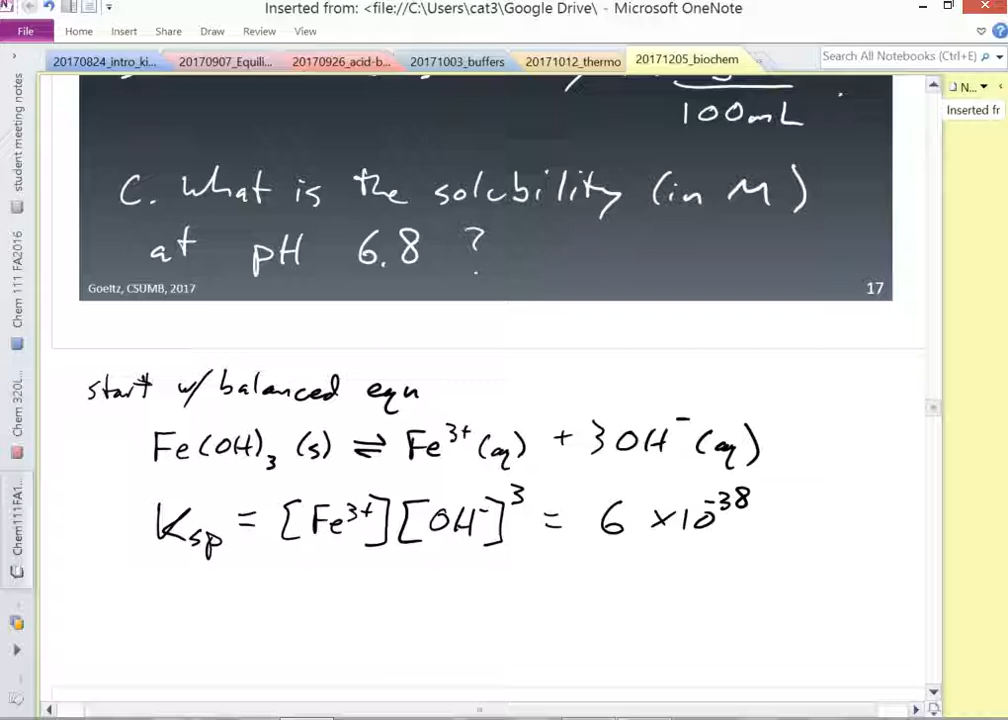 Inserted from: <file://C:\Users\cat3\Google Drive\ - Microsoft OneNote
File Home Insert Share Draw Review View
20170824_intro_ki... 20170907_Equili... 20170926_acid-b... 20171003_buffers 20171012_thermo 20171205_biochem
Search All Notebooks (Ctrl+E)
N...
Inserted fr
student meeting notes
Chem 111 FA2016
Chem 320L
Chem111FA1
100mL
C. What is the solubility (in M)
at pH 6.8 ?
Goeltz, CSUMB, 2017
17
start w/ balanced eqn
Fe(OH)₃ (s) ⇌ Fe³⁺(aq) + 3OH⁻(aq)
Ksp = [Fe³⁺][OH⁻]³ = 6 ×10⁻³⁸